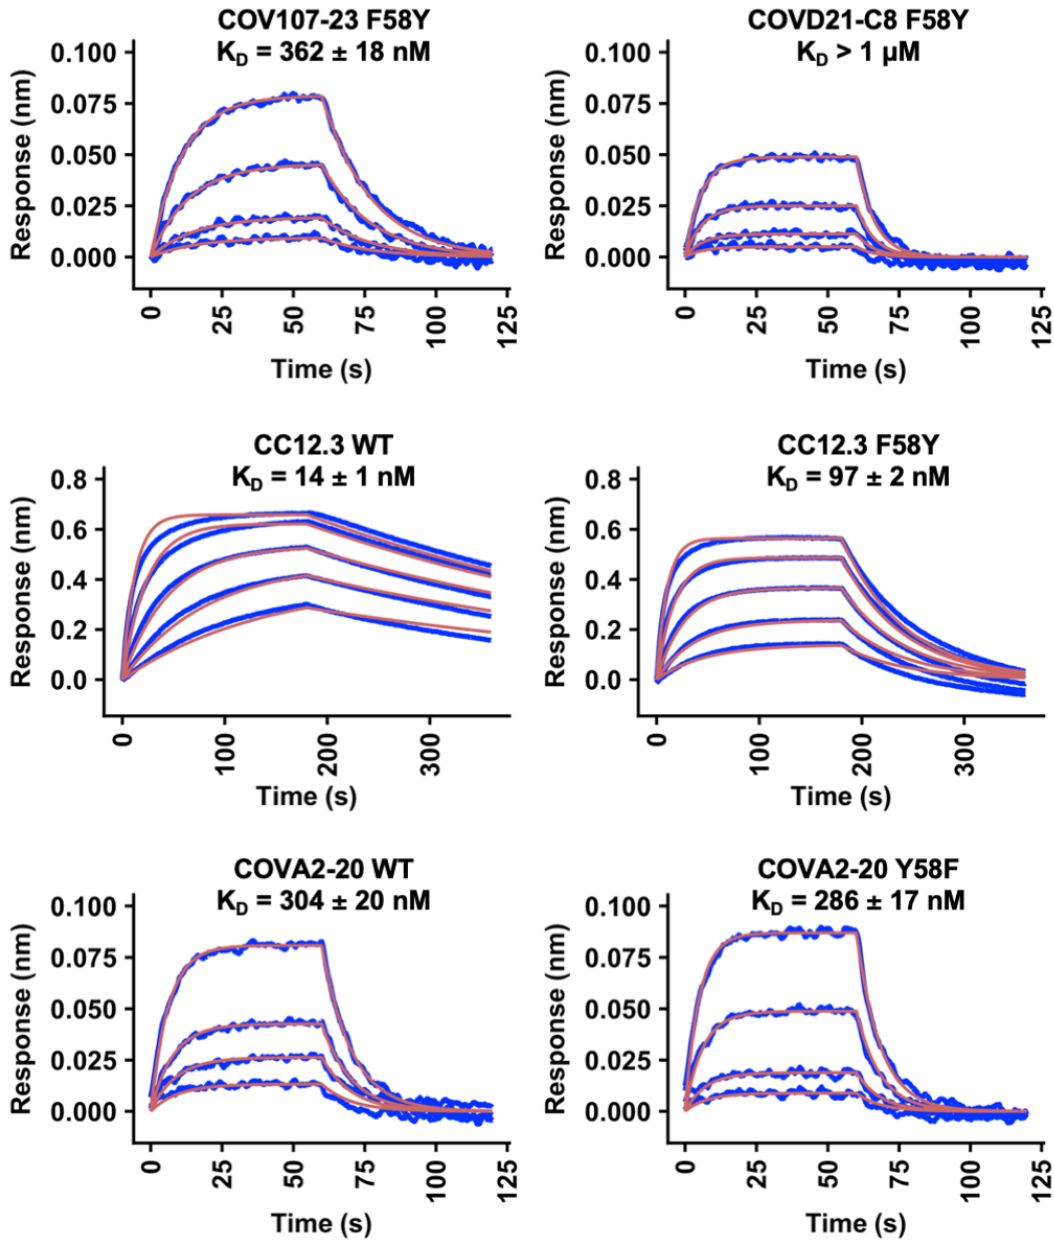 COV107-23 F58Y
K_D = 362 ± 18 nM
Response (nm)
0.100
0.075
0.050
0.025
0.000
0 25 50 75 100 125
Time (s)
COVD21-C8 F58Y
K_D > 1 µM
Response (nm)
0.100
0.075
0.050
0.025
0.000
0 25 50 75 100 125
Time (s)
CC12.3 WT
K_D = 14 ± 1 nM
Response (nm)
0.8
0.6
0.4
0.2
0.0
0 100 200 300
Time (s)
CC12.3 F58Y
K_D = 97 ± 2 nM
Response (nm)
0.8
0.6
0.4
0.2
0.0
0 100 200 300
Time (s)
COVA2-20 WT
K_D = 304 ± 20 nM
Response (nm)
0.100
0.075
0.050
0.025
0.000
0 25 50 75 100 125
Time (s)
COVA2-20 Y58F
K_D = 286 ± 17 nM
Response (nm)
0.100
0.075
0.050
0.025
0.000
0 25 50 75 100 125
Time (s)